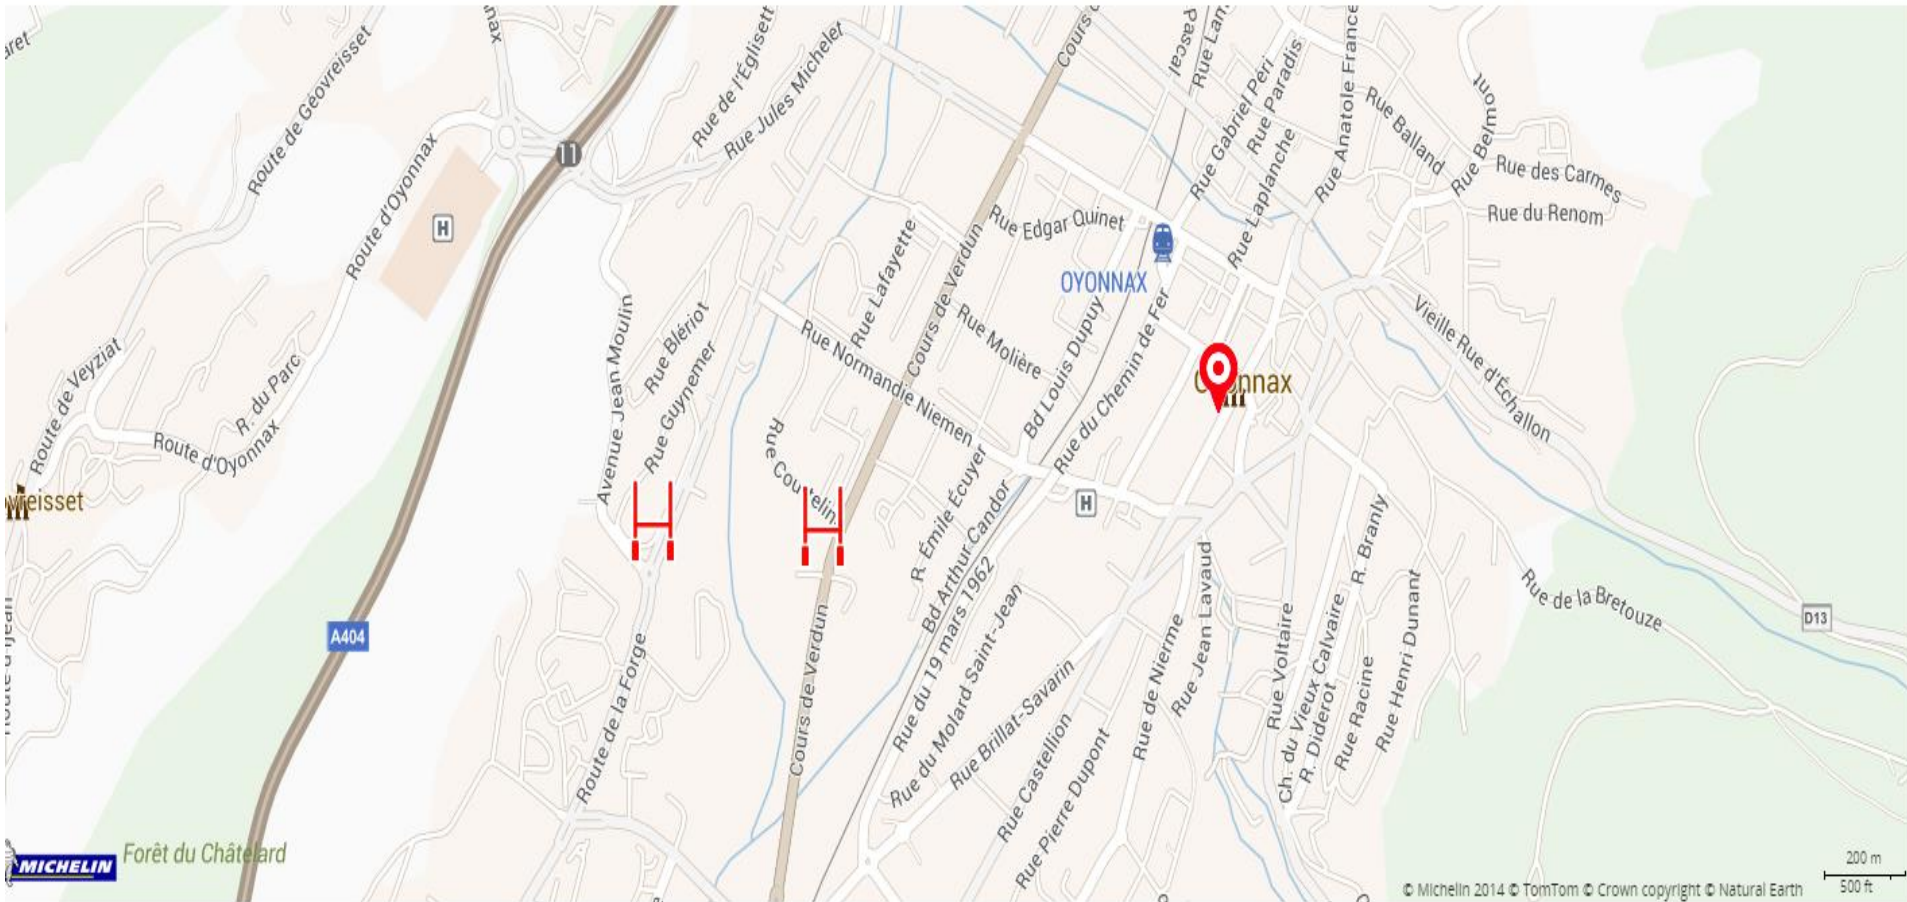 Route de Géovreisset
Rue de l'Églisett
Rue Jules Micheler
Cours d
Pascal
Rue Lan
Rue Gabriel Péri
Rue Paradis
Rue Laplanche
Rue Anatole France
Rue Balland
Rue Belmont
Rue des Carmes
Rue du Renom
11
Route d'Oyonnax
H
Rue Lafayette
Cours de Verdun
Rue Edgar Quinet
OYONNAX
Rue Molière
Bd Louis Dupuy
Rue du Chemin de Fer
Vieille Rue d'Échallon
Avenue Jean Moulin
Rue Blériot
Rue Guynemer
Rue Normandie Niemen
Route de Veyziat
R. du Parc
Route d'Oyonnax
vreisset
Rue Coutelin
R. Émile Écuyer
Bd Arthur Candor
H
A404
Rue du 19 mars 1962
Rue du Molard Saint-Jean
Rue Brillat-Savarin
Rue Castellion
Rue Pierre Dupont
Rue de Nierme
Rue Jean Lavaud
Rue Voltaire
Ch. du Vieux Calvaire
R. Diderot
Rue Racine
R. Branly
Rue Henri Dunant
Rue de la Bretouze
D13
Route de la Forge
Cours de Verdun
MICHELIN
Forêt du Châtelard
200 m
500 ft
© Michelin 2014 © TomTom © Crown copyright © Natural Earth